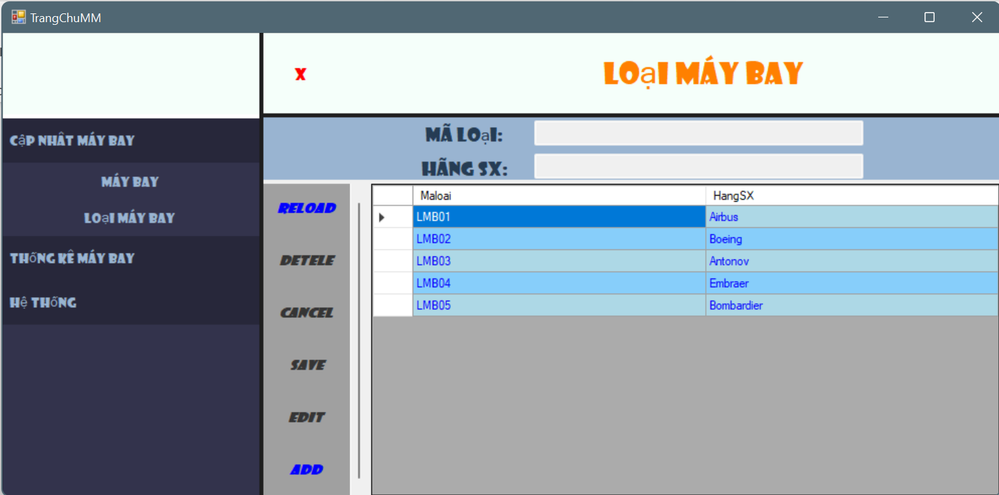 TrangChuMM
X
LOạI MÁY BAY
CậP NHÂT MÁY BAY
MÁY BAY
LOạI MÁY BAY
THỐNG KÊ MÁY BAY
Hệ THỐNG
MÃ LOạI:
HÃNG SX:
RELOAD
DETELE
CANCEL
SAVE
EDIT
ADD
Maloai HangSX
LMB01 Airbus
LMB02 Boeing
LMB03 Antonov
LMB04 Embraer
LMB05 Bombardier